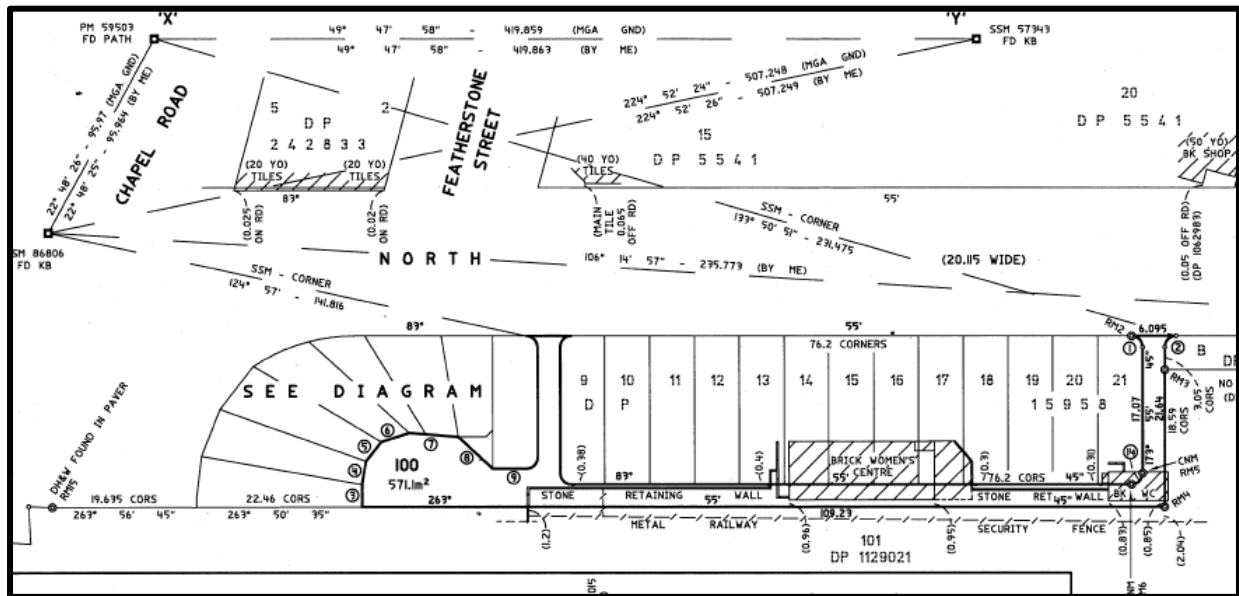 'X'
'Y'
PM 59503
FD PATH
49° 47' 58" - 419.859 (MGA GND)
49° 47' 58" - 419.863 (BY ME)
SSM 57343
FD KB
22° 48' 26" - 95.97 (MGA GND)
22° 48' 25" - 95.964 (BY ME)
CHAPEL ROAD
5
2
D P
2 4 2 8 3 3
(20 YO)
TILES
(20 YO)
TILES
83°
(0.025
ON RD)
(0.02
ON RD)
FEATHERSTONE
STREET
224° 52' 24" - 507.248 (MGA GND)
224° 52' 26" - 507.249 (BY ME)
15
D P 5 5 4 1
(40 YO)
TILES
20
D P 5 5 4 1
(50 YO)
BK SHOP
55'
(MAIN
TILE
0.065
OFF RD)
(0.05 OFF RD)
(DP 1062983)
SSM - CORNER
133° 50' 51" - 231.475
SM 86806
FD KB
N O R T H
106° 14' 57" - 235.773 (BY ME)
(20.115 WIDE)
SSM - CORNER
124° 57' - 141.816
83°
55'
76.2 CORNERS
RM2
6.095
1
2
45"
B
RM3
NO
3.05
CORS
18.59
CORS
21.64
55'
17.07
173°
S E E D I A G R A M
9
10
11
12
13
14
15
16
17
18
19
20
21
D P
1 5 9 5 8
DH&W FOUND IN PAVER
RM15
3
4
5
6
7
8
9
100
571.1m²
(0.38)
(0.4)
(0.3)
(0.31)
BRICK WOMEN'S
CENTRE
83°
55'
76.2 CORS
45"
14
CNM
RM5
RM4
19.635 CORS
22.46 CORS
263°
STONE RETAINING WALL
55'
STONE RET WALL
45"
BK WC
263° 56' 45"
263° 50' 35"
109.23
METAL RAILWAY SECURITY FENCE
(1.2)
(0.96)
(0.95)
(0.83)
(0.85)
(2.04)
101
DP 1129021